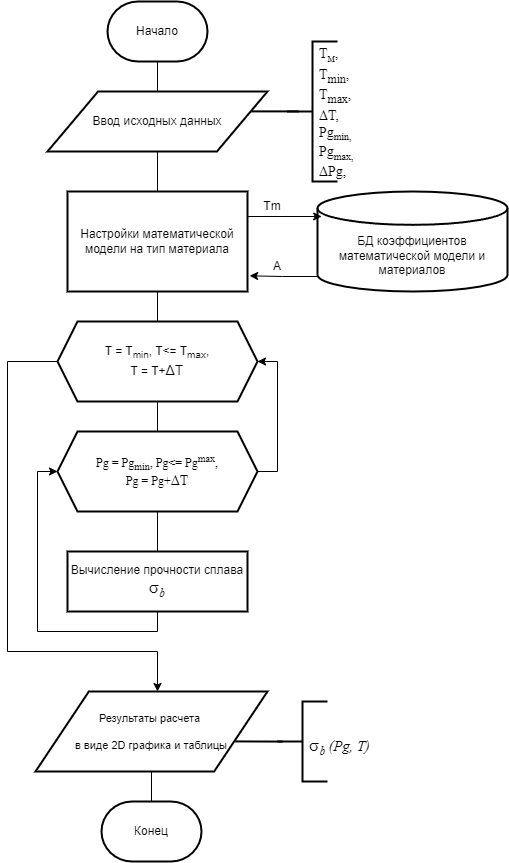 Начало
Ввод исходных данных
Tм,
Tmin,
Tmax,
ΔT,
Pgmin,
Pgmax,
ΔPg,
Настройки математической
модели на тип материала
Tm
A
БД коэффициентов
математической модели и
материалов
T = Tmin, T<= Tmax,
T = T+ΔT
Pg = Pgmin, Pg<= Pgmax,
Pg = Pg+ΔT
Вычисление прочности сплава
σb
Результаты расчета
в виде 2D графика и таблицы
σb (Pg, T)
Конец